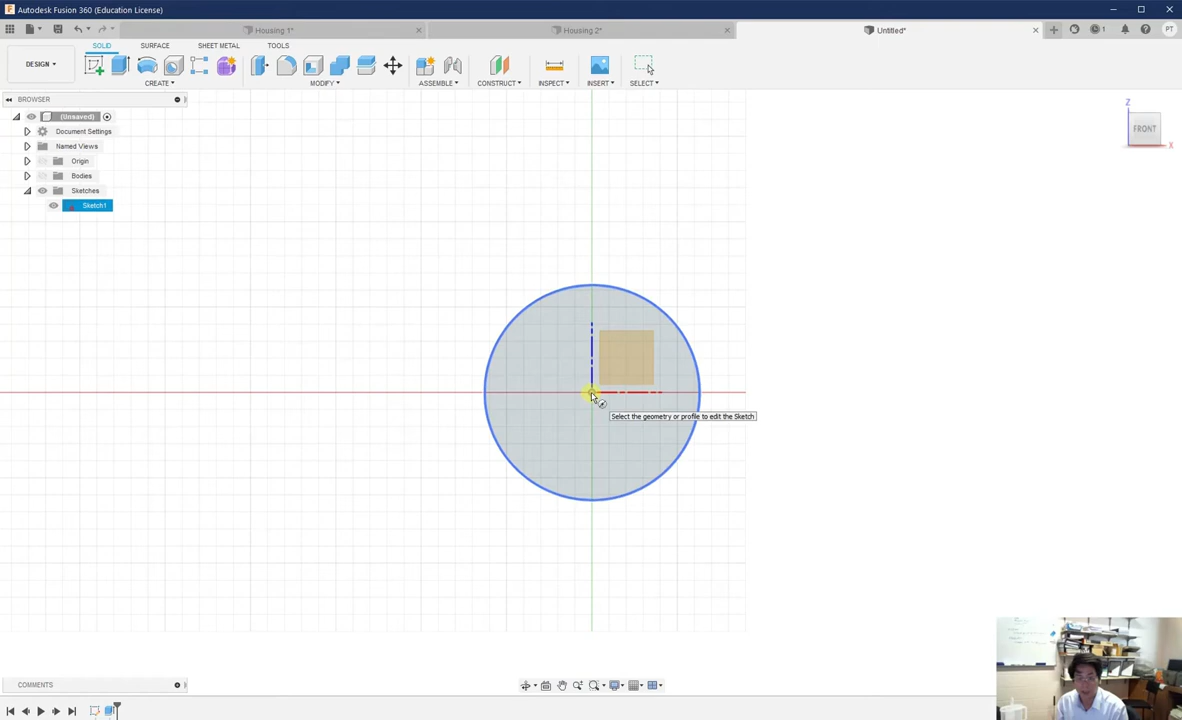 Autodesk Fusion 360 (Education License)
Housing 1*
Housing 2*
Untitled*
PT
SOLID
SURFACE
SHEET METAL
TOOLS
DESIGN
CREATE
MODIFY
ASSEMBLE
CONSTRUCT
INSPECT
INSERT
SELECT
BROWSER
(Unsaved)
Document Settings
Named Views
Origin
Bodies
Sketches
Sketch1
Z
FRONT
X
Select the geometry or profile to edit the Sketch
COMMENTS